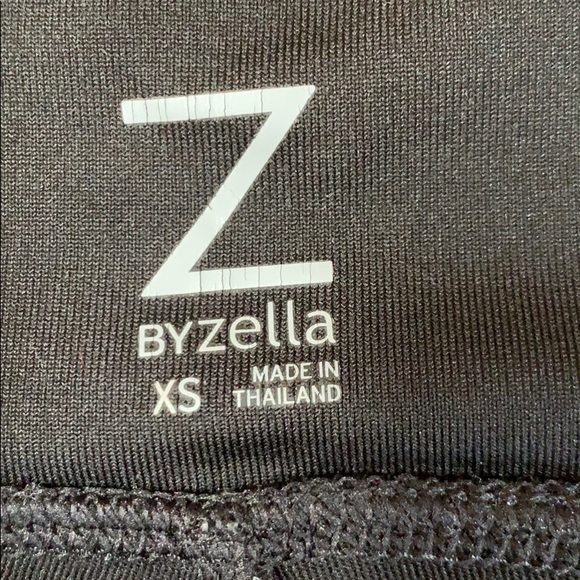 Z
BYzella
XS MADE IN
THAILAND